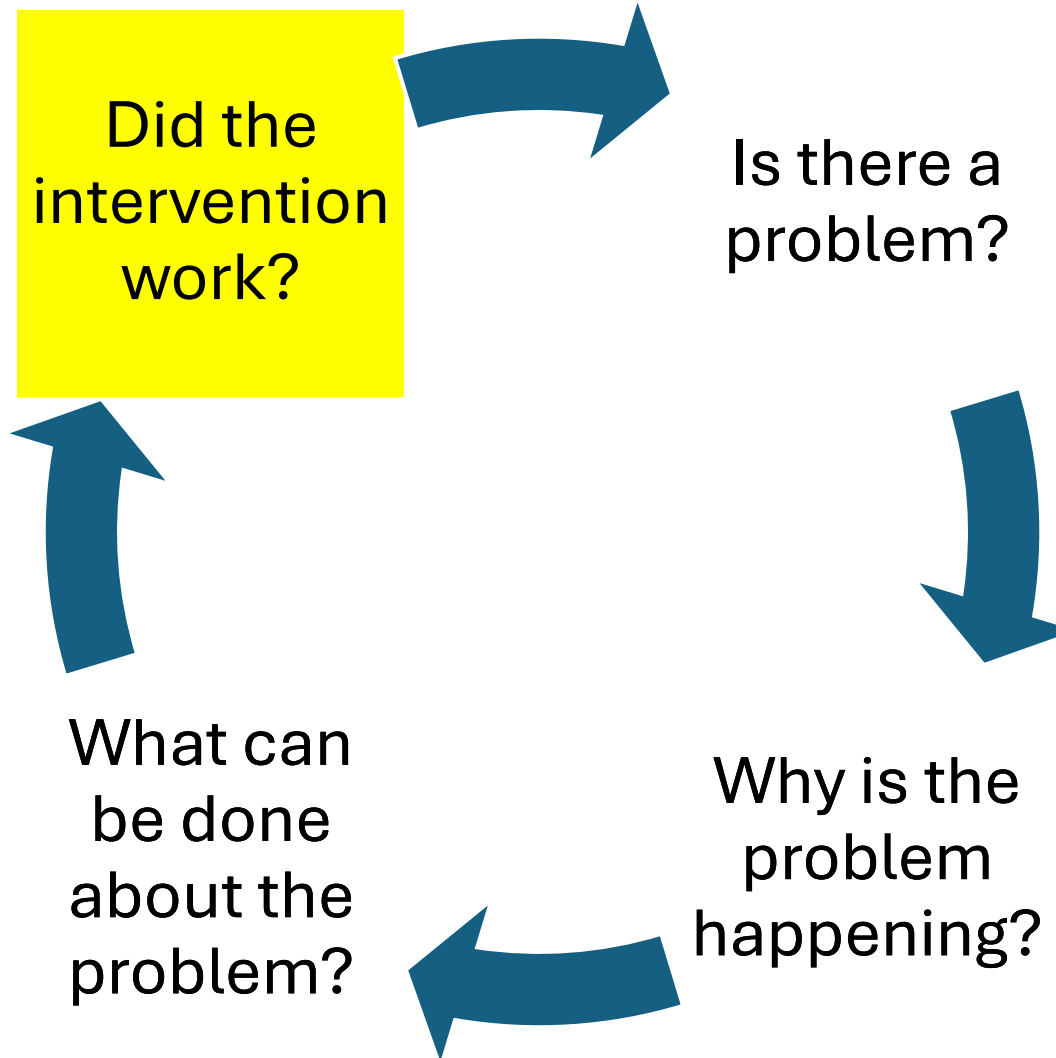 Did the
intervention
work?
Is there a
problem?
Why is the
problem
happening?
What can
be done
about the
problem?